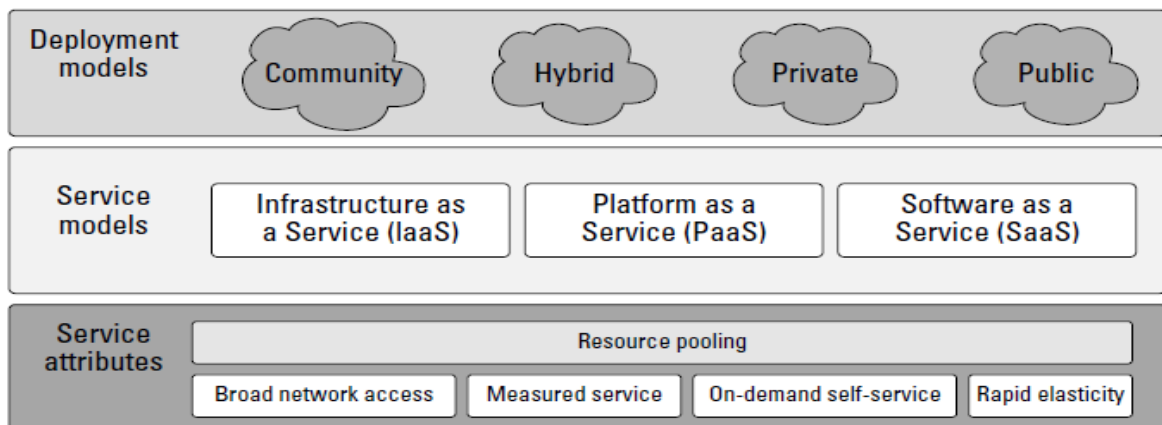 Deployment
models
Community
Hybrid
Private
Public
Service
models
Infrastructure as
a Service (IaaS)
Platform as a
Service (PaaS)
Software as a
Service (SaaS)
Service
attributes
Resource pooling
Broad network access
Measured service
On-demand self-service
Rapid elasticity